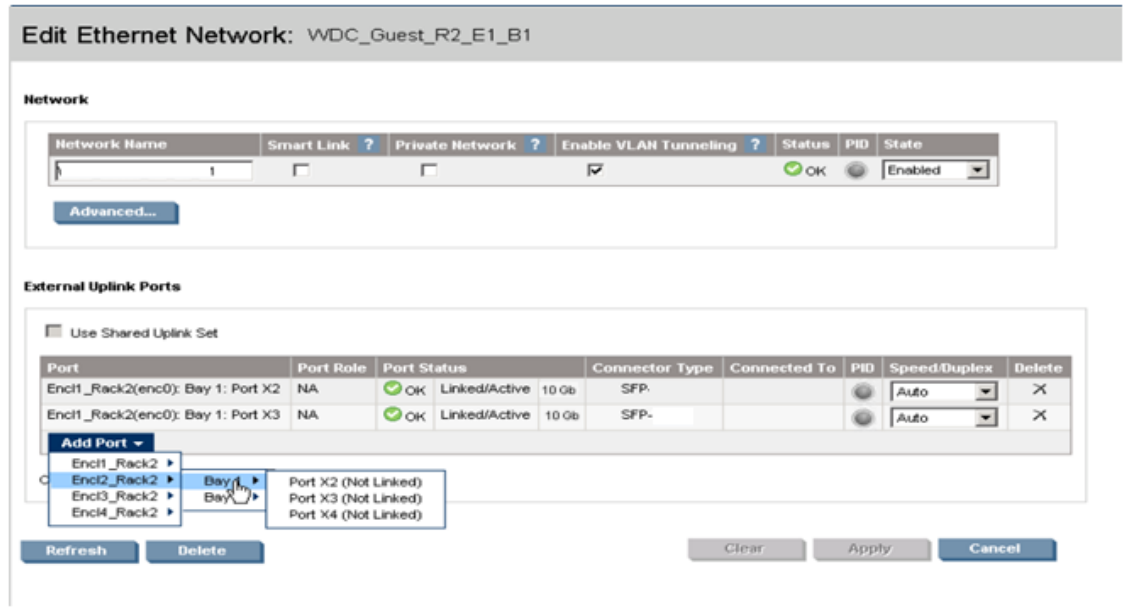 Edit Ethernet Network: WDC_Guest_R2_E1_B1
Network
Network Name Smart Link ? Private Network ? Enable VLAN Tunneling ? Status PID State
1 OK Enabled
Advanced...
External Uplink Ports
Use Shared Uplink Set
Port Port Role Port Status Connector Type Connected To PID Speed/Duplex Delete
Encl1_Rack2(enc0): Bay 1: Port X2 NA OK Linked/Active 10 Gb SFP- Auto X
Encl1_Rack2(enc0): Bay 1: Port X3 NA OK Linked/Active 10 Gb SFP- Auto X
Add Port
Encl1_Rack2
Encl2_Rack2 Bay 1 Port X2 (Not Linked)
Encl3_Rack2 Bay Port X3 (Not Linked)
Encl4_Rack2 Port X4 (Not Linked)
Refresh Delete Clear Apply Cancel